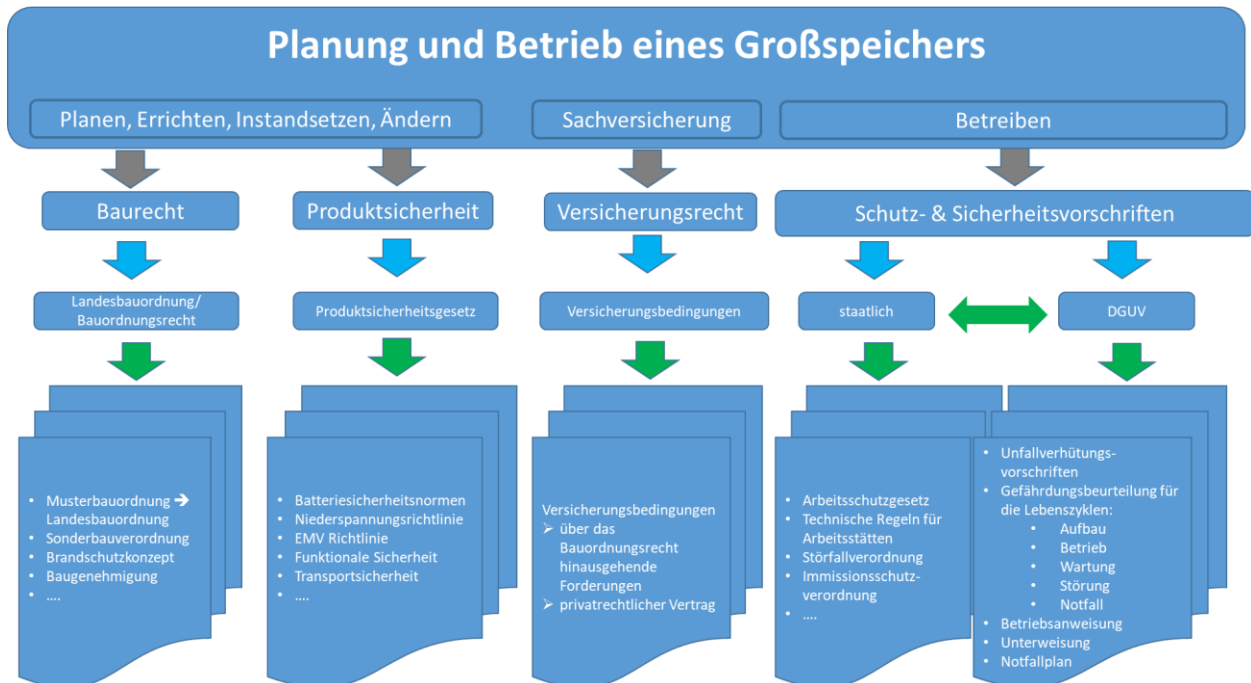 Planung und Betrieb eines Großspeichers
Planen, Errichten, Instandsetzen, Ändern
Sachversicherung
Betreiben
Baurecht
Produktsicherheit
Versicherungsrecht
Schutz- & Sicherheitsvorschriften
Landesbauordnung/
Bauordnungsrecht
Produktsicherheitsgesetz
Versicherungsbedingungen
staatlich
DGUV
• Musterbauordnung ➔
Landesbauordnung
• Sonderbauverordnung
• Brandschutzkonzept
• Baugenehmigung
• ....
• Batteriesicherheitsnormen
• Niederspannungsrichtlinie
• EMV Richtlinie
• Funktionale Sicherheit
• Transportsicherheit
• ....
Versicherungsbedingungen
➢ über das
Bauordnungsrecht
hinausgehende
Forderungen
➢ privatrechtlicher Vertrag
• Arbeitsschutzgesetz
• Technische Regeln für
Arbeitsstätten
• Störfallverordnung
• Immissionsschutz-
verordnung
• ....
• Unfallverhütungs-
vorschriften
• Gefährdungsbeurteilung für
die Lebenszyklen:
• Aufbau
• Betrieb
• Wartung
• Störung
• Notfall
• Betriebsanweisung
• Unterweisung
• Notfallplan